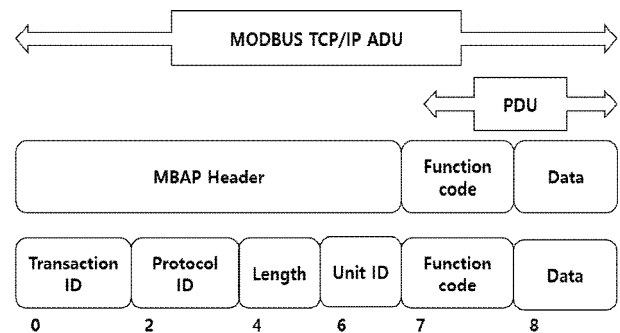 MODBUS TCP/IP ADU
PDU
MBAP Header
Function
code
Data
Transaction
ID
Protocol
ID
Length
Unit ID
Function
code
Data
0 2 4 6 7 8